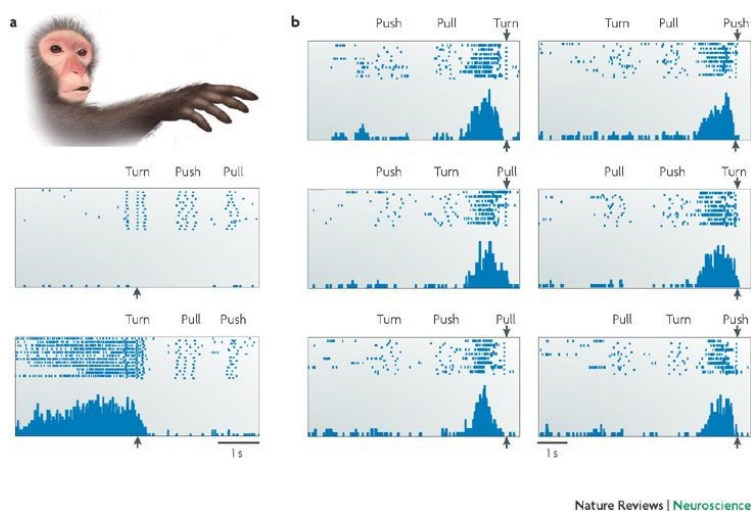 a
b
Push Pull Turn
Turn Pull Push
Turn Push Pull
Push Turn Pull
Pull Push Turn
Turn Pull Push
Turn Push Pull
Pull Turn Push
1 s
1 s
Nature Reviews | Neuroscience